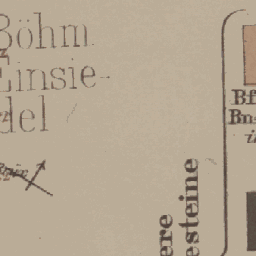 Böhm.
Einsie-
del
Bf
Bn
ere
esteine